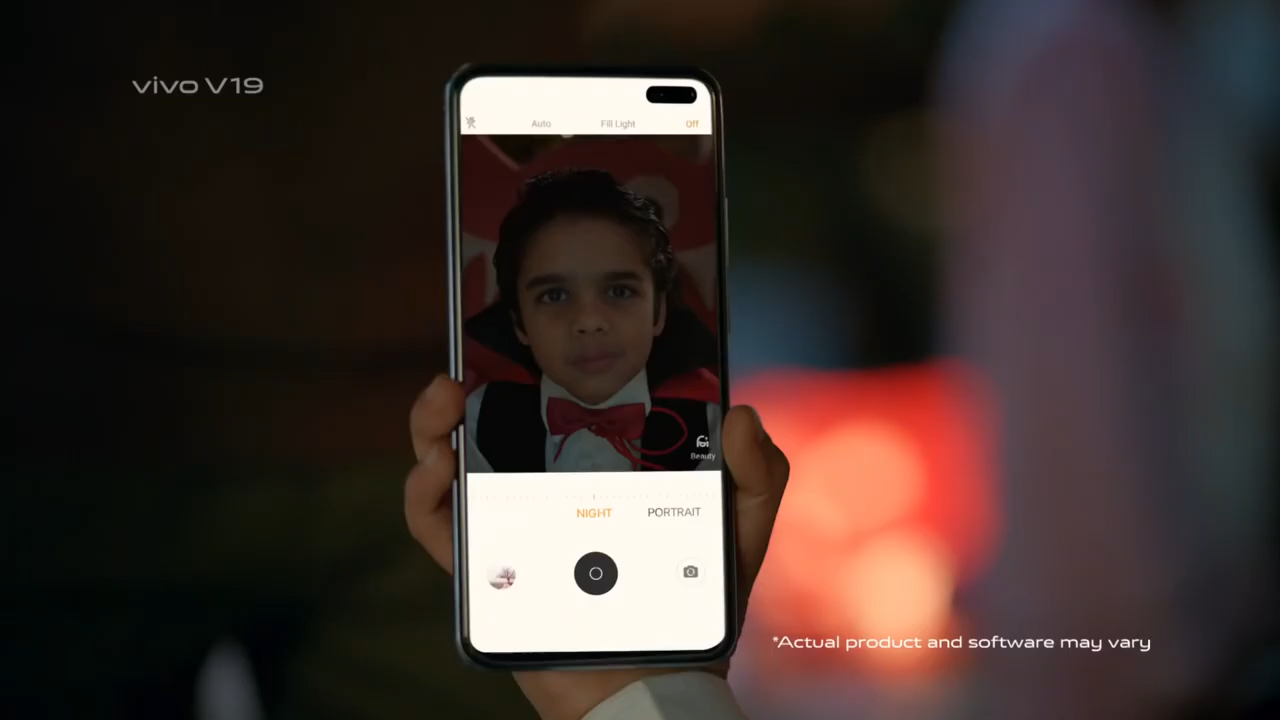 vivo V19
Auto Fill Light Off
Beauty
NIGHT PORTRAIT
*Actual product and software may vary